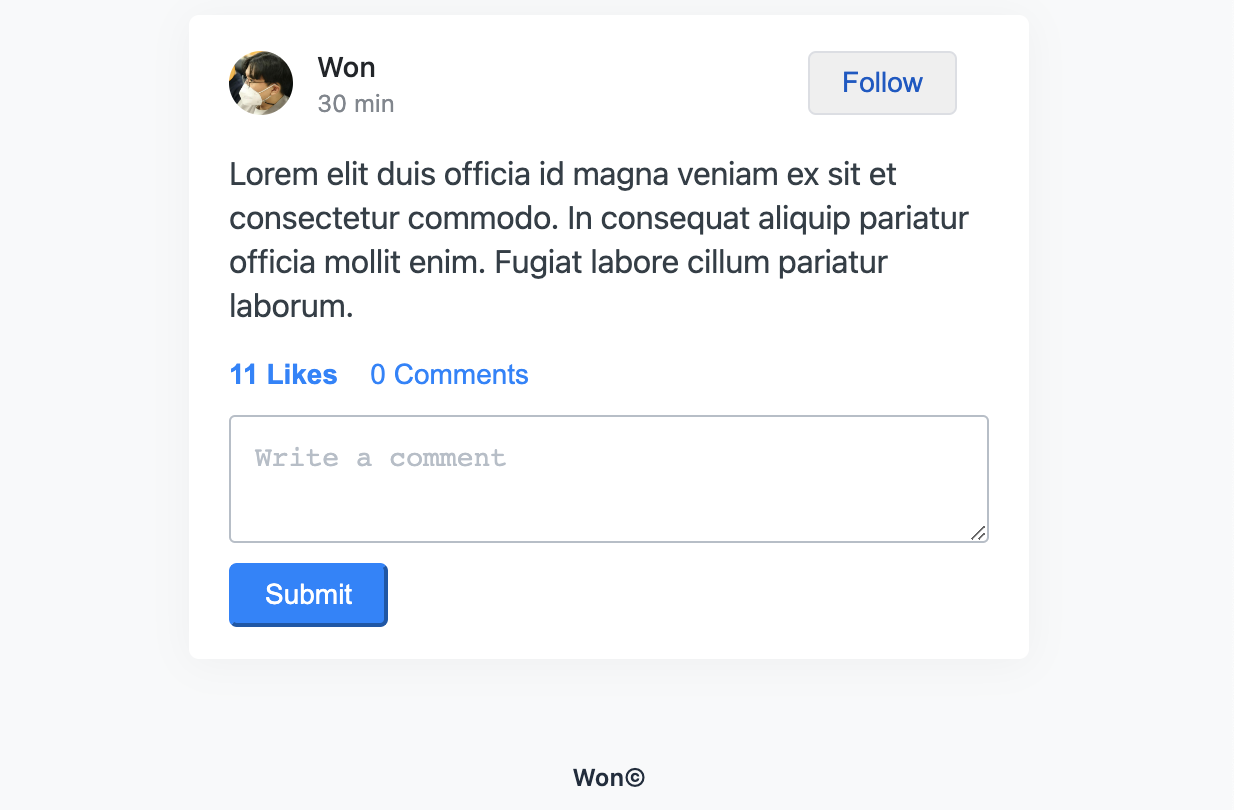 Won
30 min
Follow
Lorem elit duis officia id magna veniam ex sit et
consectetur commodo. In consequat aliquip pariatur
officia mollit enim. Fugiat labore cillum pariatur
laborum.
11 Likes 0 Comments
Write a comment
Submit
Won©